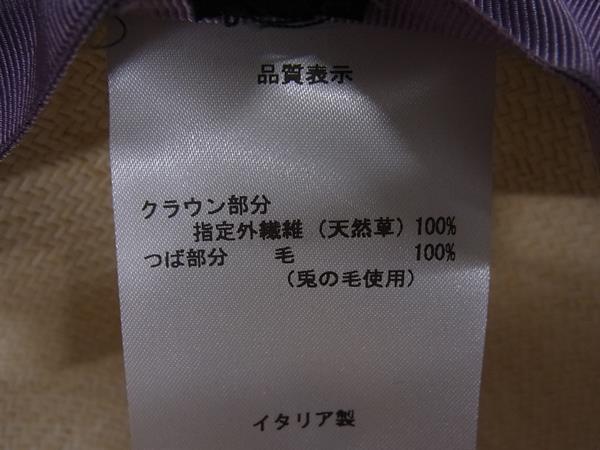 品質表示
クラウン部分
指定外繊維（天然草）100%
つば部分 毛 100%
（兎の毛使用）
イタリア製